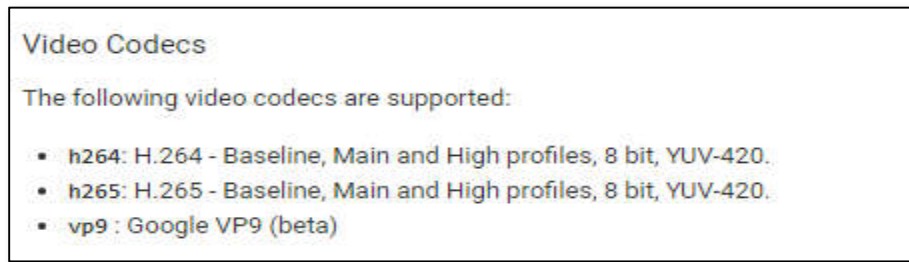 Video Codecs
The following video codecs are supported:
• h264: H.264 - Baseline, Main and High profiles, 8 bit, YUV-420.
• h265: H.265 - Baseline, Main and High profiles, 8 bit, YUV-420.
• vp9 : Google VP9 (beta)